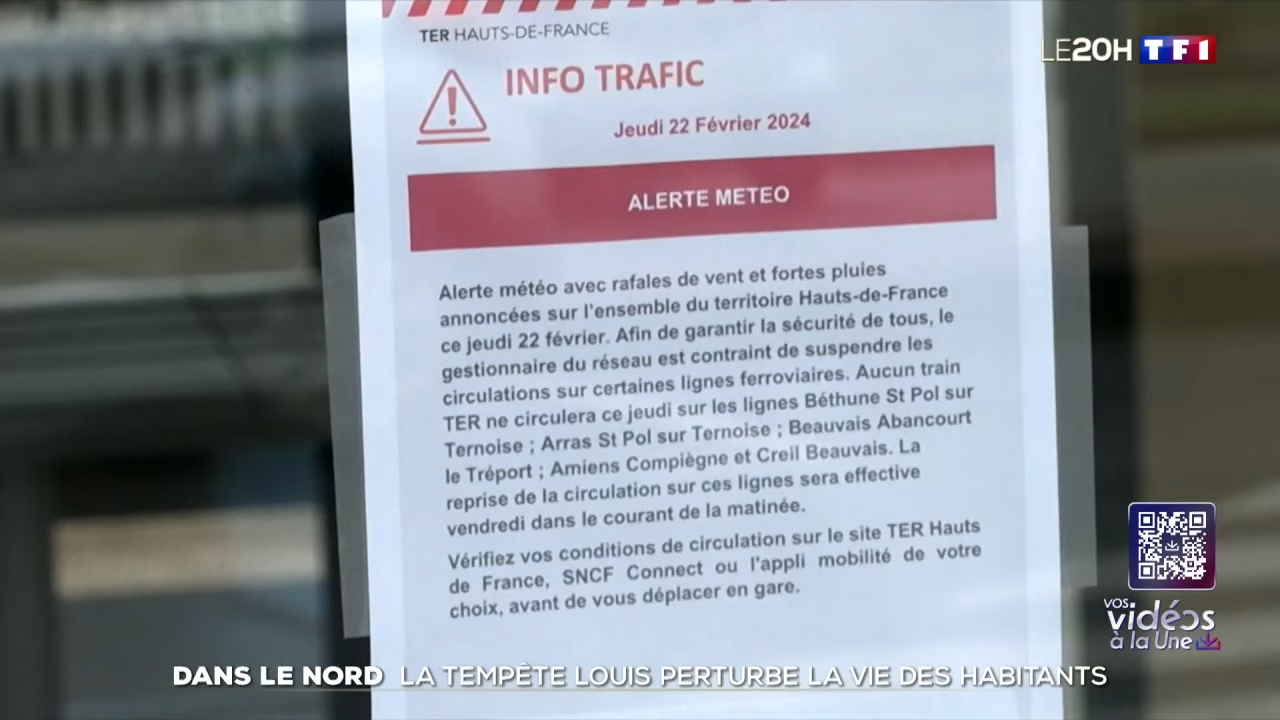 TER HAUTS-DE-FRANCE
LE20H TF1
INFO TRAFIC
Jeudi 22 Février 2024
ALERTE METEO
Alerte météo avec rafales de vent et fortes pluies
annoncées sur l'ensemble du territoire Hauts-de-France
ce jeudi 22 février. Afin de garantir la sécurité de tous, le
gestionnaire du réseau est contraint de suspendre les
circulations sur certaines lignes ferroviaires. Aucun train
TER ne circulera ce jeudi sur les lignes Béthune St Pol sur
Ternoise ; Arras St Pol sur Ternoise ; Beauvais Abancourt
le Tréport ; Amiens Compiègne et Creil Beauvais. La
reprise de la circulation sur ces lignes sera effective
vendredi dans le courant de la matinée.
Vérifiez vos conditions de circulation sur le site TER Hauts
de France, SNCF Connect ou l'appli mobilité de votre
choix, avant de vous déplacer en gare.
VOS
vidéos
à la Une
DANS LE NORD LA TEMPÊTE LOUIS PERTURBE LA VIE DES HABITANTS